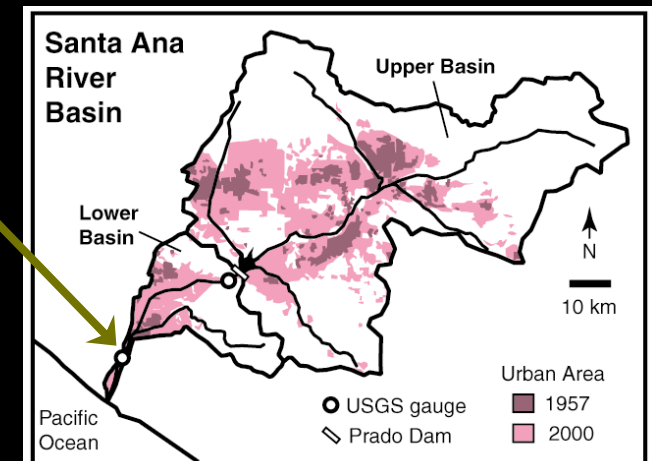 Santa Ana
River
Basin
Upper Basin
Lower
Basin
N
10 km
Urban Area
USGS gauge
1957
Prado Dam
2000
Pacific
Ocean